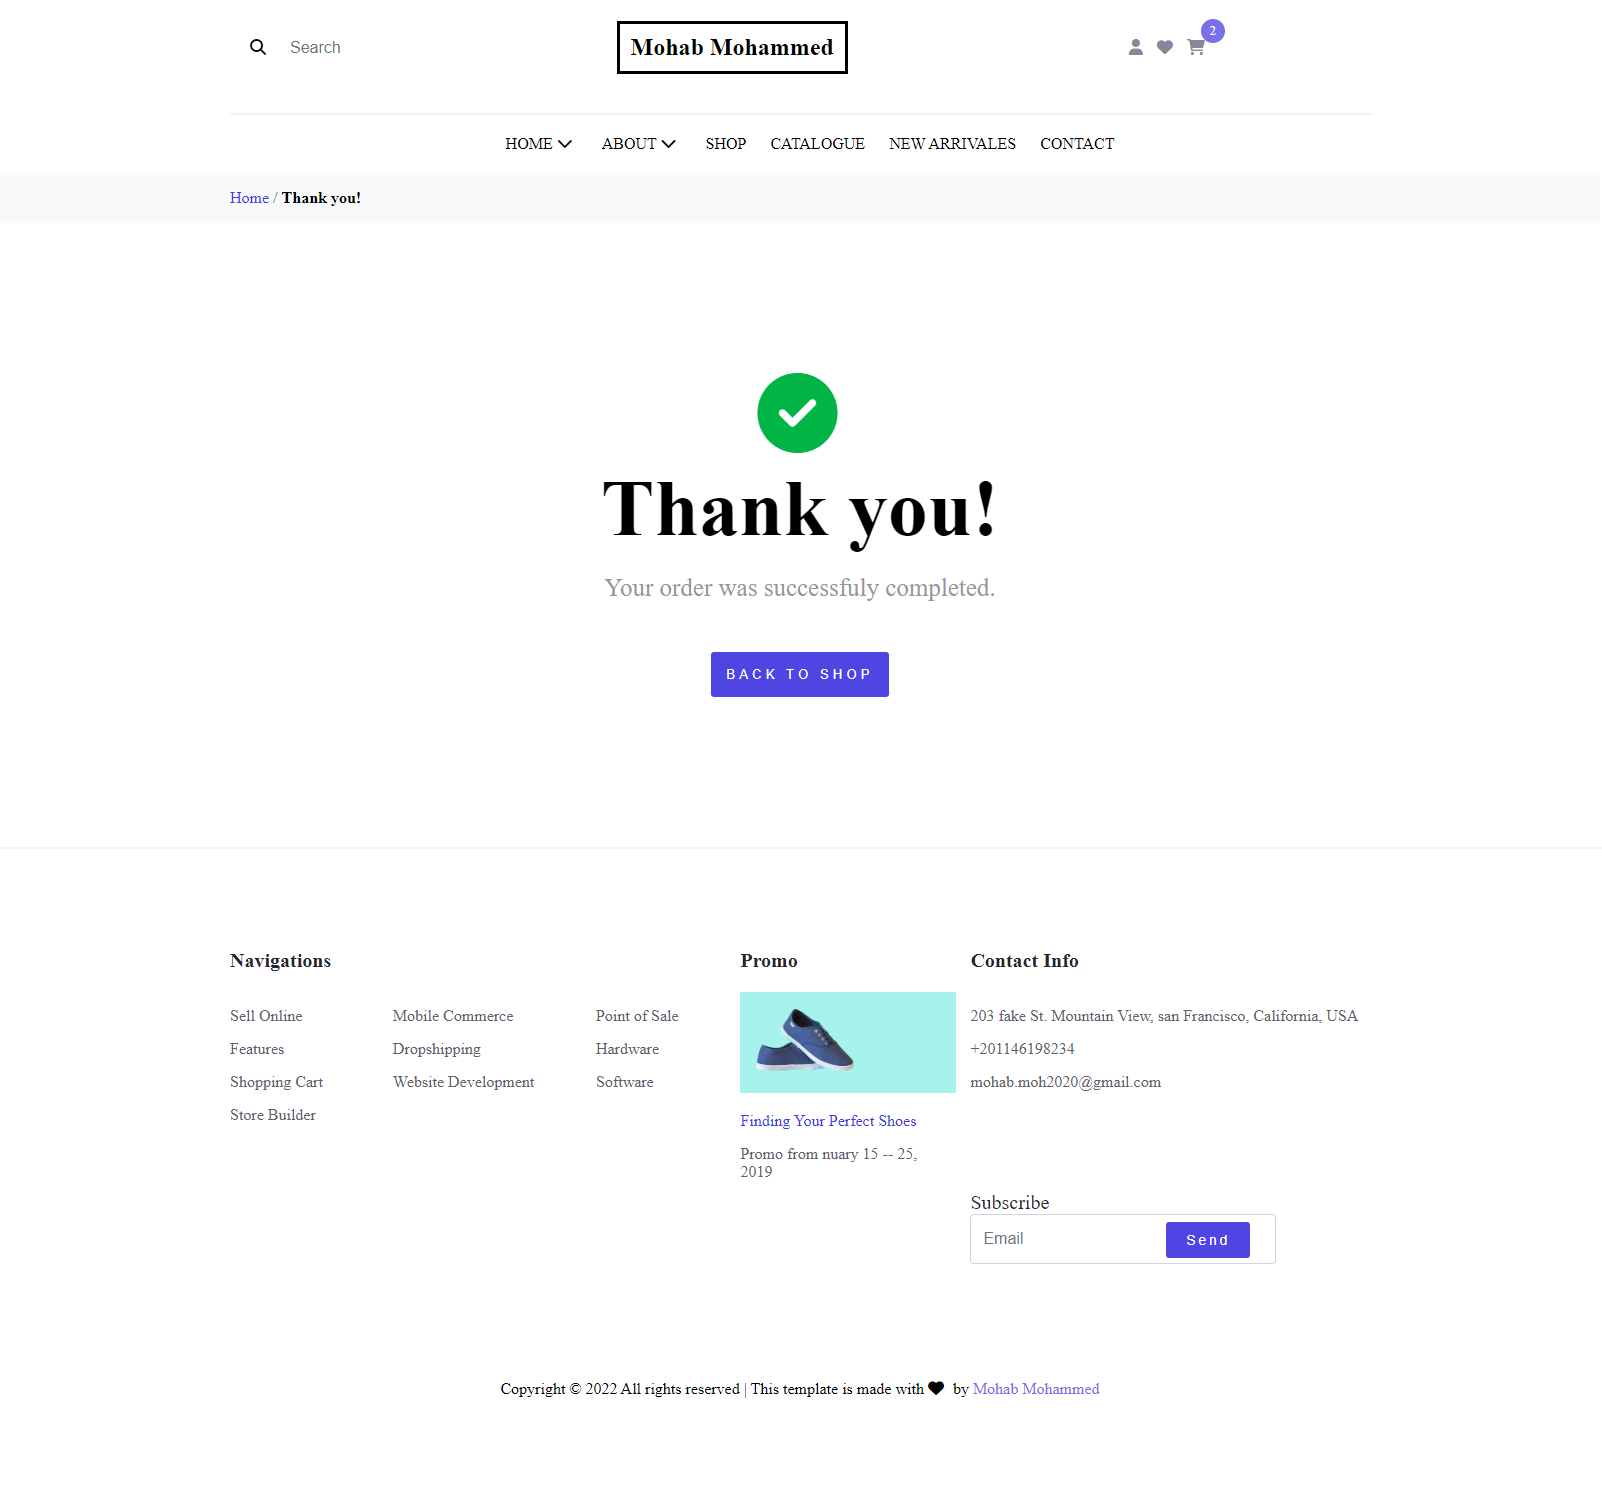 Search
Mohab Mohammed
2
HOME ABOUT SHOP CATALOGUE NEW ARRIVALES CONTACT
Home / Thank you!
Thank you!
Your order was successfuly completed.
BACK TO SHOP
Navigations
Sell Online
Features
Shopping Cart
Store Builder
Mobile Commerce
Dropshipping
Website Development
Point of Sale
Hardware
Software
Promo
Finding Your Perfect Shoes
Promo from nuary 15 -- 25,
2019
Contact Info
203 fake St. Mountain View, san Francisco, California, USA
+201146198234
mohab.moh2020@gmail.com
Subscribe
Email
Send
Copyright © 2022 All rights reserved | This template is made with by Mohab Mohammed